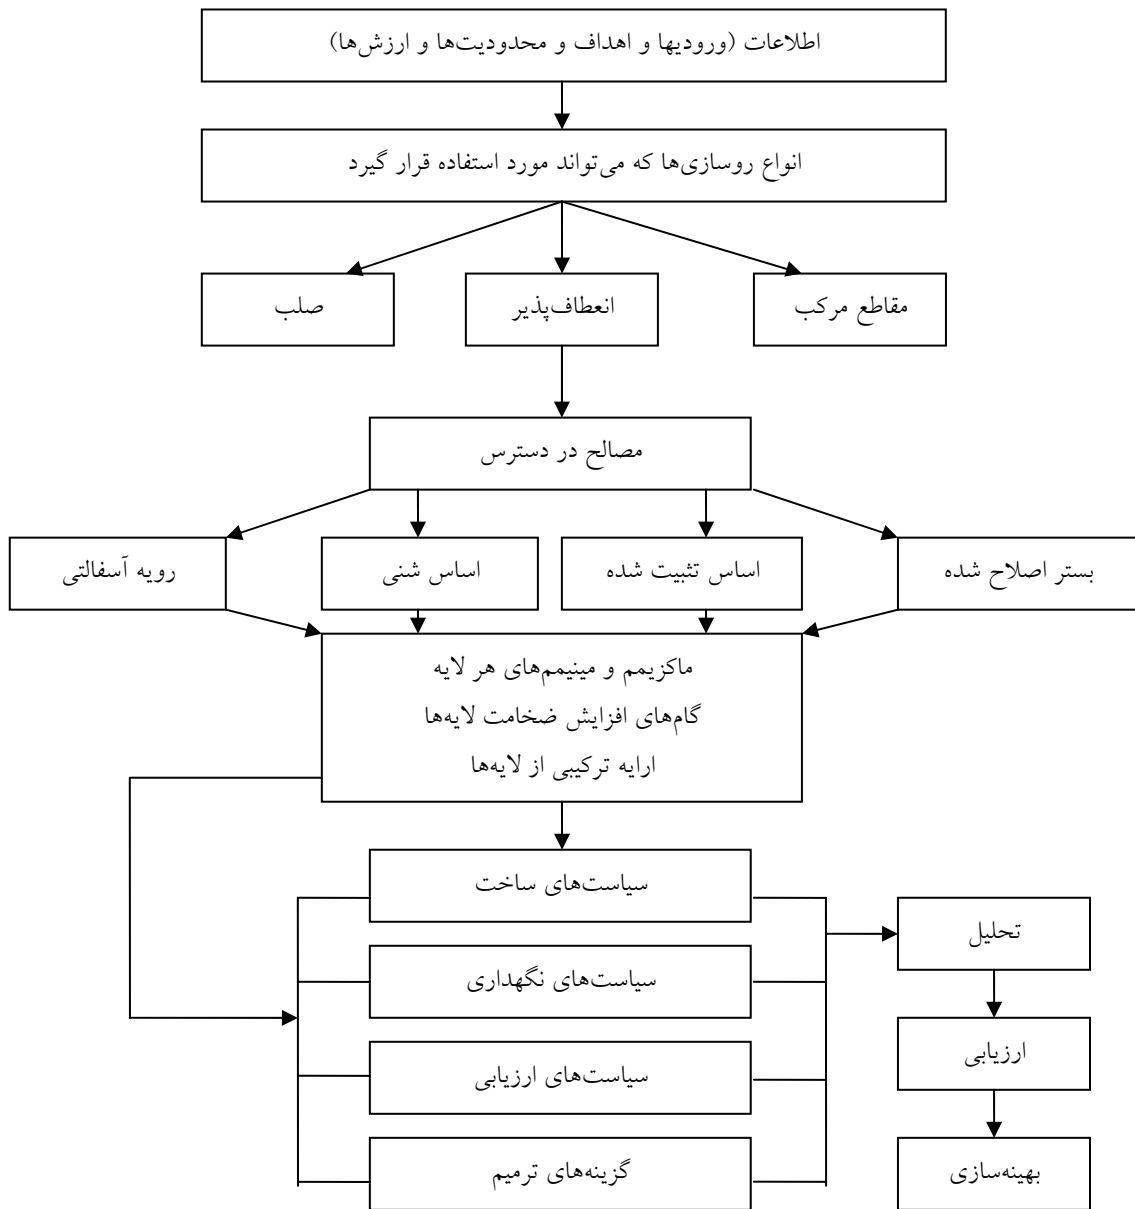 اطلاعات (ورودیها و اهداف و محدودیت‌ها و ارزش‌ها)
انواع روسازی‌ها که می‌تواند مورد استفاده قرار گیرد
مقاطع مرکب
انعطاف‌پذیر
صلب
مصالح در دسترس
بستر اصلاح شده
اساس تثبیت شده
اساس شنی
رویه آسفالتی
ماکزیمم و مینیمم‌های هر لایه
گام‌های افزایش ضخامت لایه‌ها
ارایه ترکیبی از لایه‌ها
سیاست‌های ساخت
سیاست‌های نگهداری
سیاست‌های ارزیابی
گزینه‌های ترمیم
تحلیل
ارزیابی
بهینه‌سازی